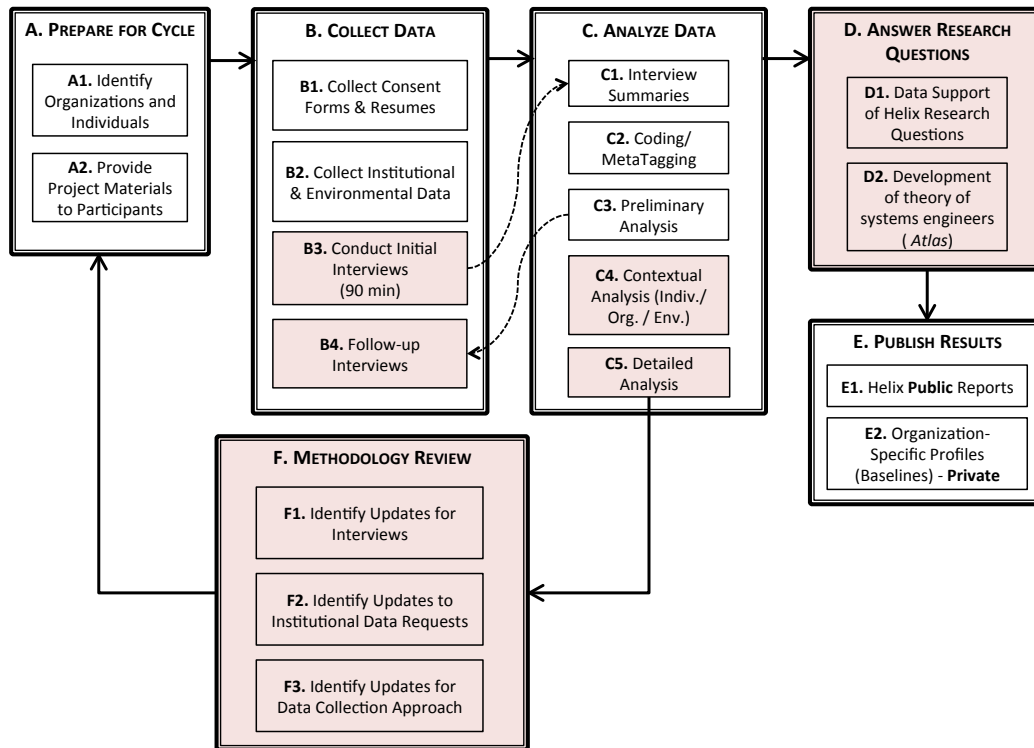 A. PREPARE FOR CYCLE
A1. Identify
Organizations and
Individuals
A2. Provide
Project Materials
to Participants
B. COLLECT DATA
B1. Collect Consent
Forms & Resumes
B2. Collect Institutional
& Environmental Data
B3. Conduct Initial
Interviews
(90 min)
B4. Follow-up
Interviews
C. ANALYZE DATA
C1. Interview
Summaries
C2. Coding/
MetaTagging
C3. Preliminary
Analysis
C4. Contextual
Analysis (Indiv./
Org. / Env.)
C5. Detailed
Analysis
D. ANSWER RESEARCH
QUESTIONS
D1. Data Support
of Helix Research
Questions
D2. Development
of theory of
systems engineers
( Atlas)
E. PUBLISH RESULTS
E1. Helix Public Reports
E2. Organization-
Specific Profiles
(Baselines) - Private
F. METHODOLOGY REVIEW
F1. Identify Updates for
Interviews
F2. Identify Updates to
Institutional Data Requests
F3. Identify Updates for
Data Collection Approach